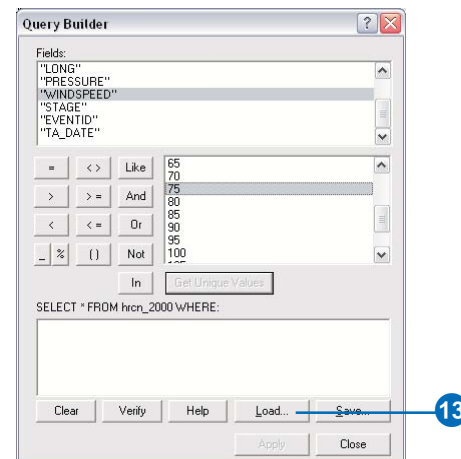 Query Builder
?
Fields:
"LONG"
"PRESSURE"
"WINDSPEED"
"STAGE"
"EVENTID"
"TA_DATE"
= <> Like
> >= And
< <= Or
_ % () Not
In
65
70
75
80
85
90
95
100
Get Unique Values
SELECT * FROM hrcn_2000 WHERE:
Clear Verify Help Load... Save...
13
Apply Close